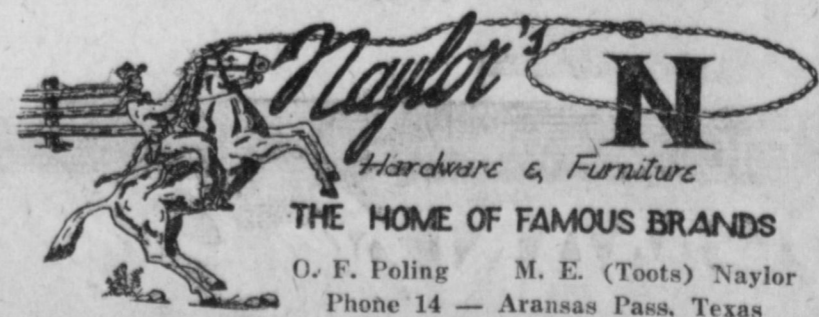 Naylor's N
Hardware & Furniture
THE HOME OF FAMOUS BRANDS
O. F. Poling M. E. (Toots) Naylor
Phone 14 — Aransas Pass, Texas